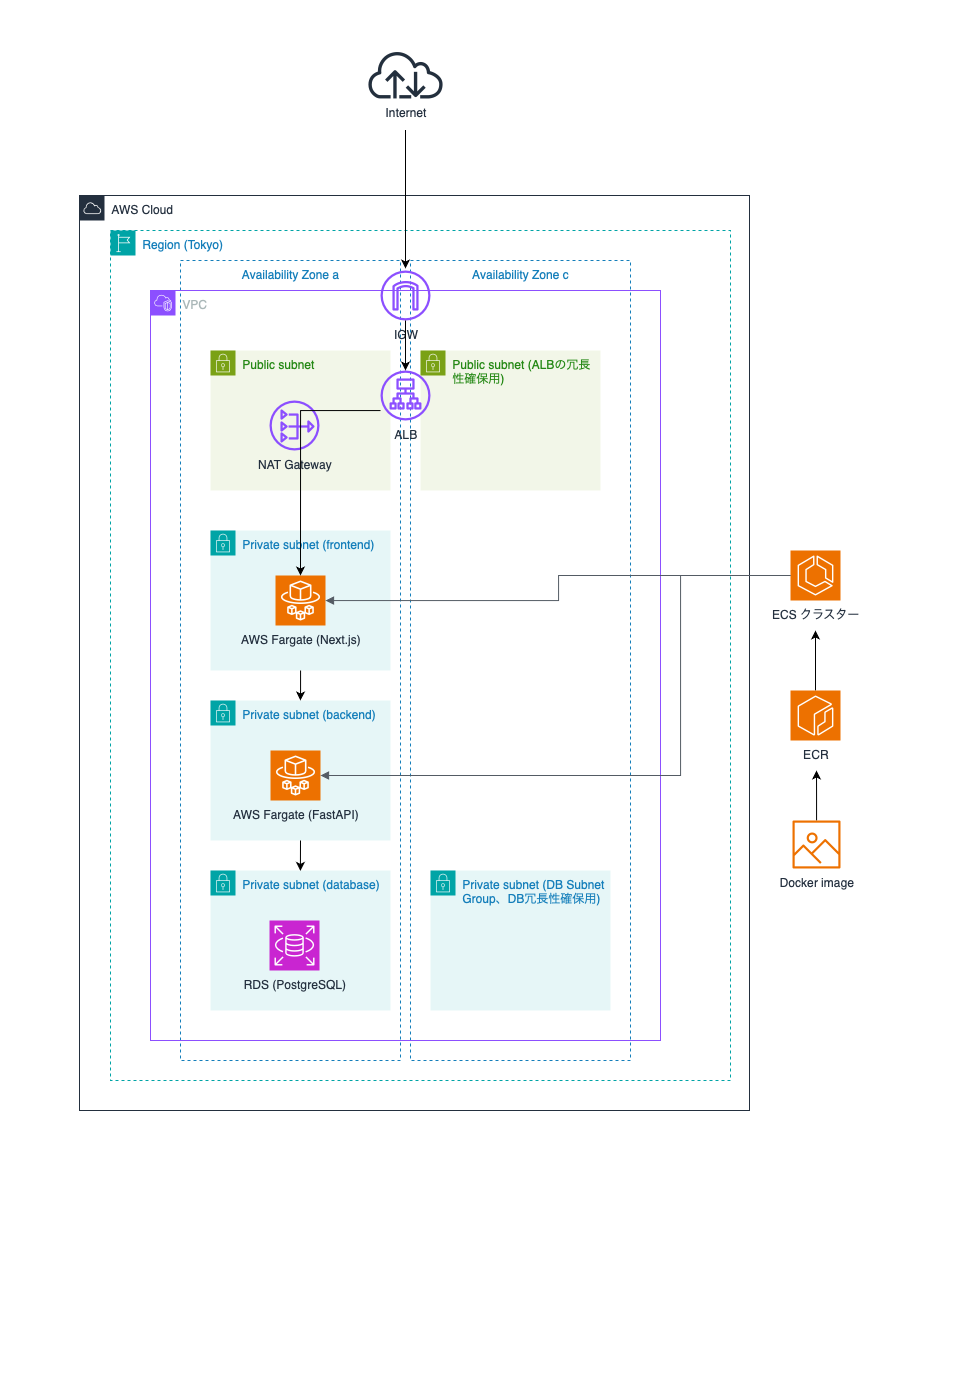 Internet
AWS Cloud
Region (Tokyo)
Availability Zone a
Availability Zone c
VPC
IGW
Public subnet
Public subnet (ALBの冗長
性確保用)
ALB
NAT Gateway
Private subnet (frontend)
AWS Fargate (Next.js)
ECS クラスター
Private subnet (backend)
ECR
AWS Fargate (FastAPI)
Docker image
Private subnet (database)
Private subnet (DB Subnet
Group、DB冗長性確保用)
RDS (PostgreSQL)